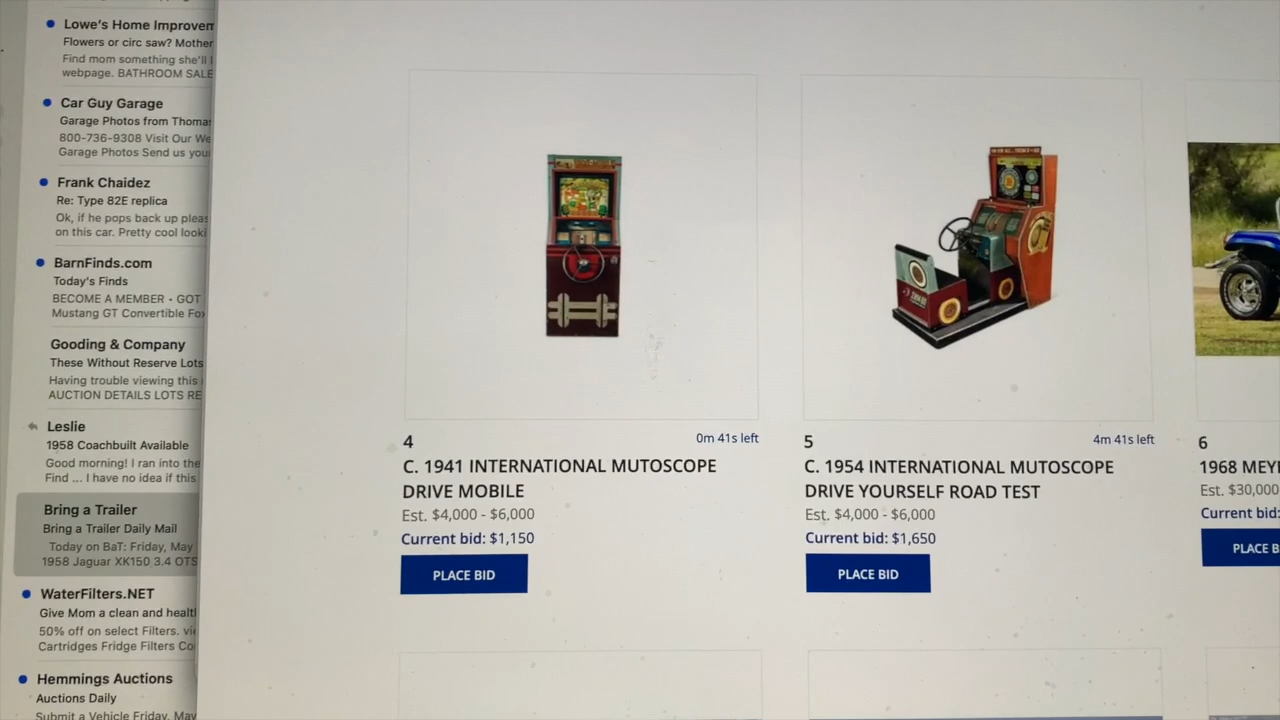 Lowe's Home Improvem
Flowers or circ saw? Mother
Find mom something she'll l
webpage. BATHROOM SALE
Car Guy Garage
Garage Photos from Thomas
800-736-9308 Visit Our We
Garage Photos Send us your
Frank Chaidez
Re: Type 82E replica
Ok, if he pops back up pleas
on this car. Pretty cool looki
BarnFinds.com
Today's Finds
BECOME A MEMBER • GOT
Mustang GT Convertible Fox
Gooding & Company
These Without Reserve Lots
Having trouble viewing this
AUCTION DETAILS LOTS RE
Leslie
1958 Coachbuilt Available
Good morning! I ran into the
Find ... I have no idea if this
Bring a Trailer
Bring a Trailer Daily Mail
Today on BaT: Friday, May
1958 Jaguar XK150 3.4 OTS
WaterFilters.NET
Give Mom a clean and healt
50% off on select Filters. vi
Cartridges Fridge Filters Co
Hemmings Auctions
Auctions Daily
Submit a Vehicle Friday, May
4
0m 41s left
C. 1941 INTERNATIONAL MUTOSCOPE
DRIVE MOBILE
Est. $4,000 - $6,000
Current bid: $1,150
PLACE BID
5
4m 41s left
C. 1954 INTERNATIONAL MUTOSCOPE
DRIVE YOURSELF ROAD TEST
Est. $4,000 - $6,000
Current bid: $1,650
PLACE BID
6
1968 MEY
Est. $30,000
Current bid:
PLACE B